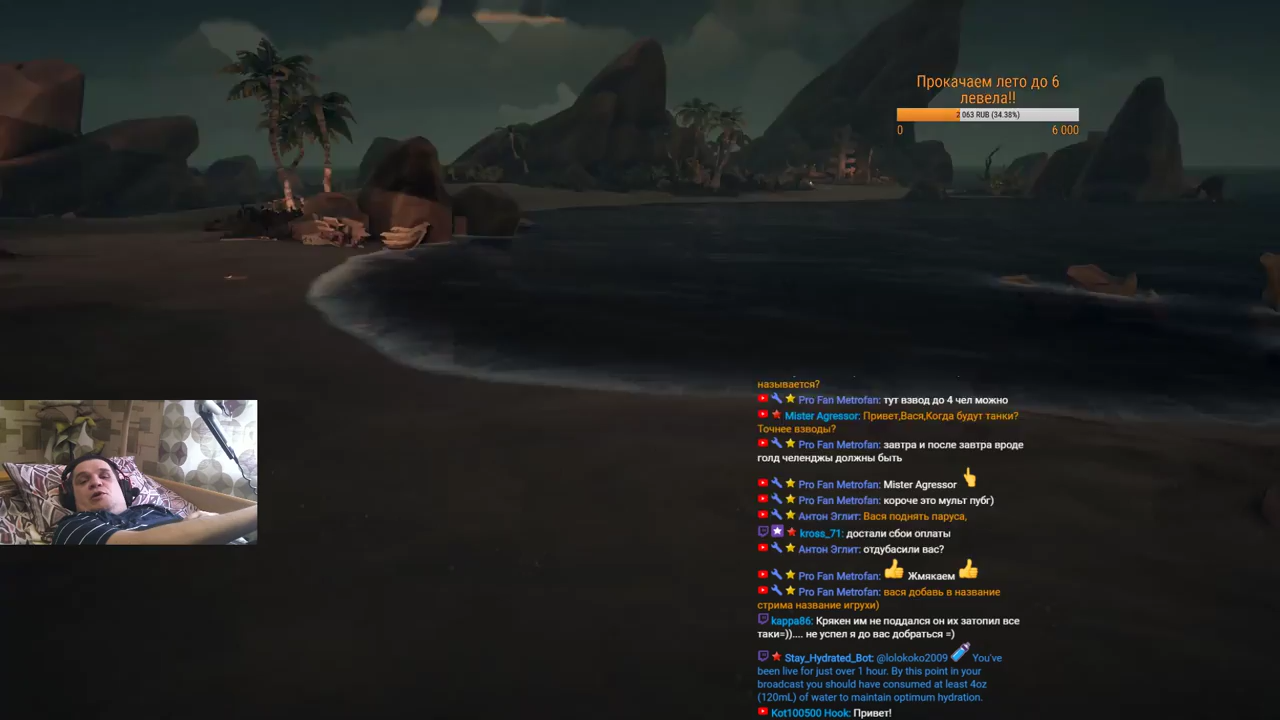 Прокачаем лето до 6
левела!!
2 063 RUB (34.38%)
0
6 000
называется?
Pro Fan Metrofan: тут взвод до 4 чел можно
Mister Agressor: Привет,Вася,Когда будут танки?
Точнее взводы?
Pro Fan Metrofan: завтра и после завтра вроде
голд челенджы должны быть
Pro Fan Metrofan: Mister Agressor
Pro Fan Metrofan: короче это мульт пубг)
Антон Эглит: Вася поднять паруса,
kross_71: достали сбои оплаты
Антон Эглит: отдубасили вас?
Pro Fan Metrofan: 👍 Жмякаем 👍
Pro Fan Metrofan: вася добавь в название
стрима название игрухи)
kappa86: Крякен им не поддался он их затопил все
таки=)).... не успел я до вас добраться =)
Stay_Hydrated_Bot: @lolokoko2009 You've
been live for just over 1 hour. By this point in your
broadcast you should have consumed at least 4oz
(120mL) of water to maintain optimum hydration.
Kot100500 Hook: Привет!